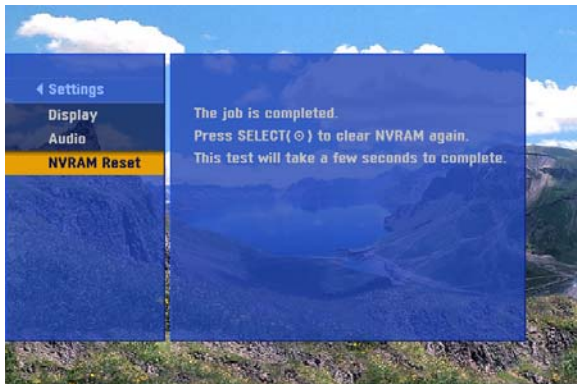 Settings
Display
Audio
NVRAM Reset
The job is completed.
Press SELECT(⊙) to clear NVRAM again.
This test will take a few seconds to complete.